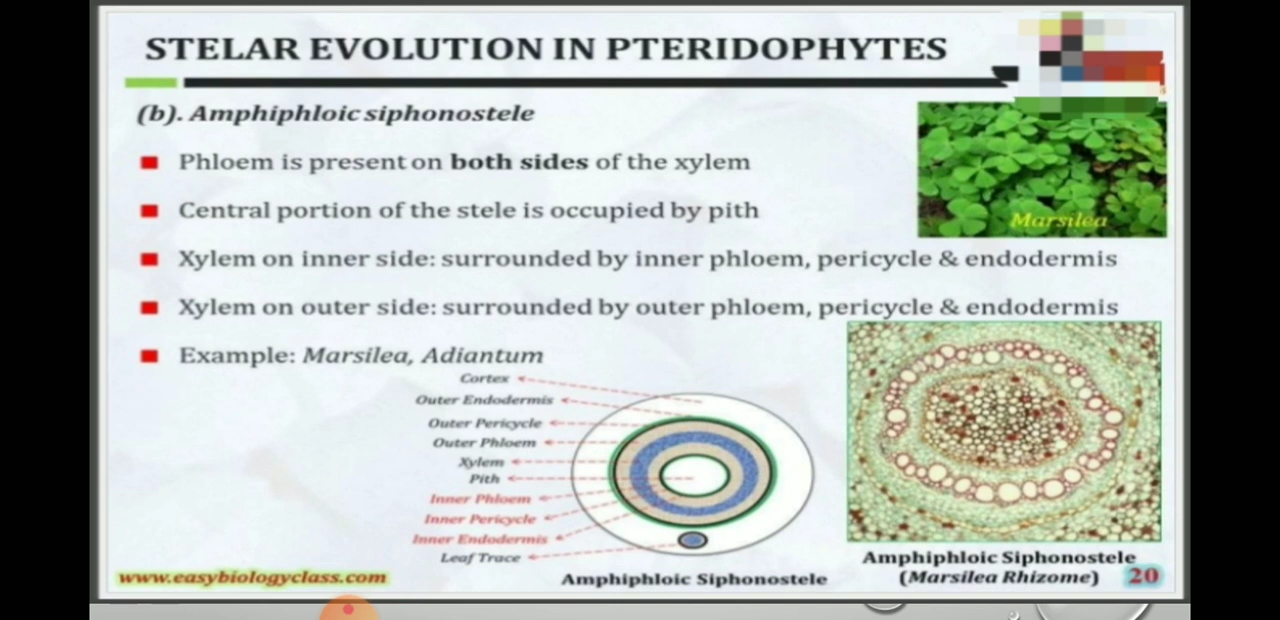 STELAR EVOLUTION IN PTERIDOPHYTES
(b). Amphiphloic siphonostele
Phloem is present on both sides of the xylem
Central portion of the stele is occupied by pith
Marsilea
Xylem on inner side: surrounded by inner phloem, pericycle & endodermis
Xylem on outer side: surrounded by outer phloem, pericycle & endodermis
Example: Marsilea, Adiantum
Cortex
Outer Endodermis
Outer Pericycle
Outer Phloem
Xylem
Pith
Inner Phloem
Inner Pericycle
Inner Endodermis
Leaf Trace
Amphiphloic Siphonostele
Amphiphloic Siphonostele
(Marsilea Rhizome)
www.easybiologyclass.com
20